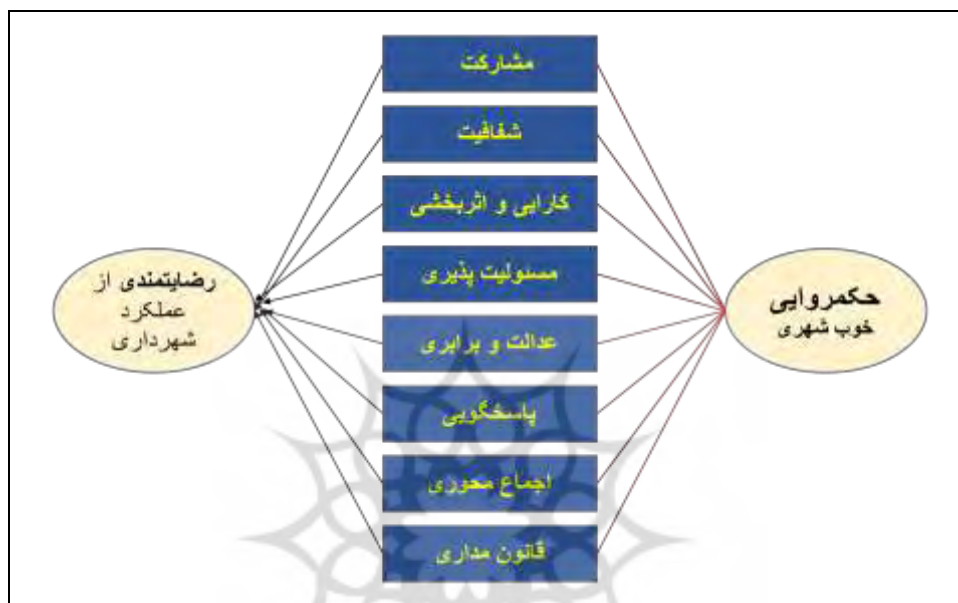 حکمروایی
خوب شهری
مشارکت
شفافیت
کارایی و اثربخشی
مسئولیت پذیری
عدالت و برابری
پاسخگویی
اجماع محوری
قانون مداری
رضایتمندی از
عملکرد
شهرداری